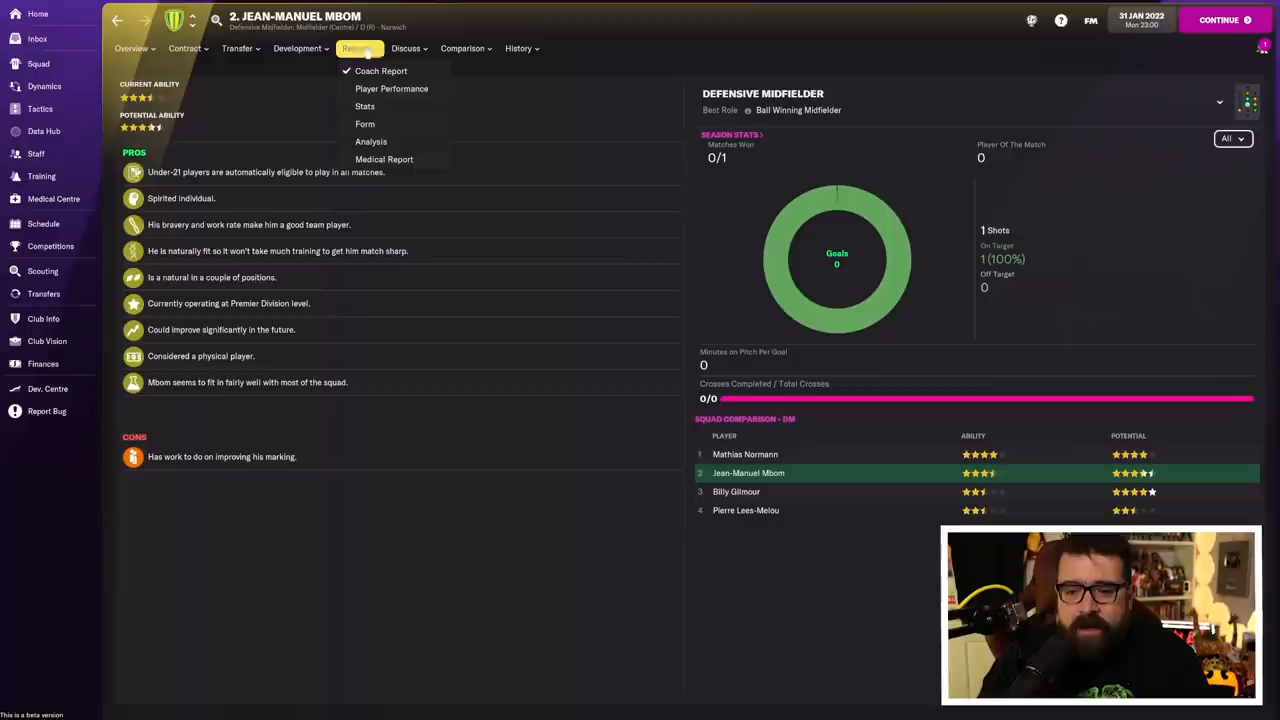 Home
Inbox
Squad
Dynamics
Tactics
Data Hub
Staff
Training
Medical Centre
Schedule
Competitions
Scouting
Transfers
Club Info
Club Vision
Finances
Dev. Centre
Report Bug
This is a beta version
2. JEAN-MANUEL MBOM
Defensive Midfielder, Midfielder (Centre) / D (R) - Norwich
FM
31 JAN 2022
Mon 23:00
CONTINUE
1
Overview
Contract
Transfer
Development
Discuss
Comparison
History
Coach Report
Player Performance
Stats
Form
Analysis
Medical Report
CURRENT ABILITY
POTENTIAL ABILITY
PROS
Under-21 players are automatically eligible to play in all matches.
Spirited individual.
His bravery and work rate make him a good team player.
He is naturally fit so it won't take much training to get him match sharp.
Is a natural in a couple of positions.
Currently operating at Premier Division level.
Could improve significantly in the future.
Considered a physical player.
Mbom seems to fit in fairly well with most of the squad.
CONS
Has work to do on improving his marking.
DEFENSIVE MIDFIELDER
Best Role Ball Winning Midfielder
SEASON STATS >
All
Matches Won
0/1
Player Of The Match
0
Goals
0
1 Shots
On Target
1 (100%)
Off Target
0
Minutes on Pitch Per Goal
0
Crosses Completed / Total Crosses
0/0
SQUAD COMPARISON - DM
PLAYER ABILITY POTENTIAL
1 Mathias Normann
2 Jean-Manuel Mbom
3 Billy Gilmour
4 Pierre Lees-Melou